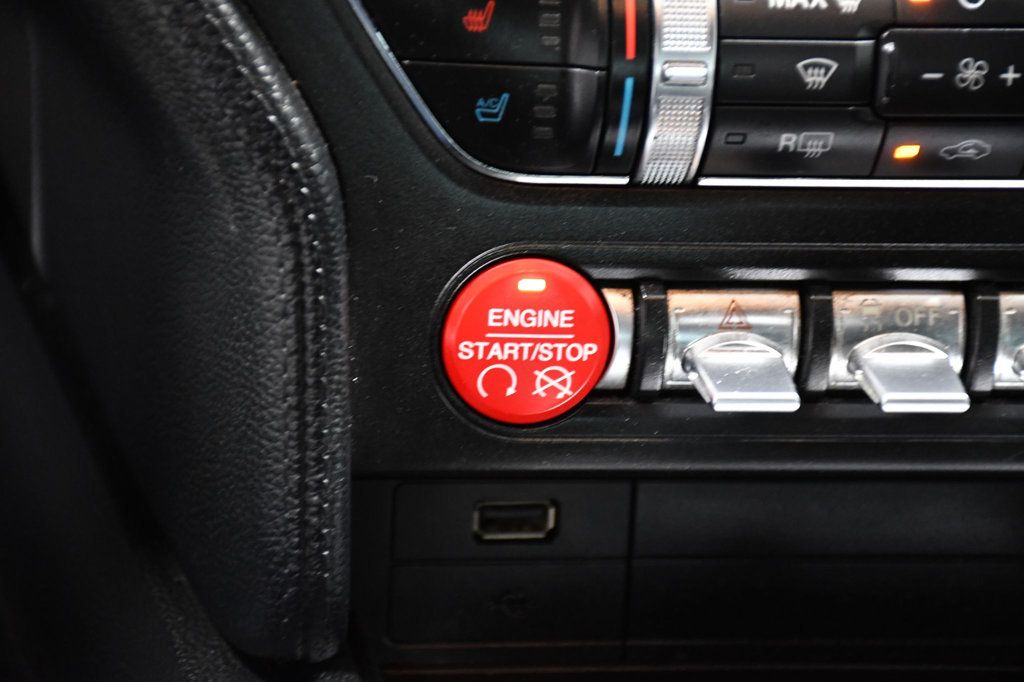 MAX
A/C
R
- +
ENGINE
START/STOP
OFF